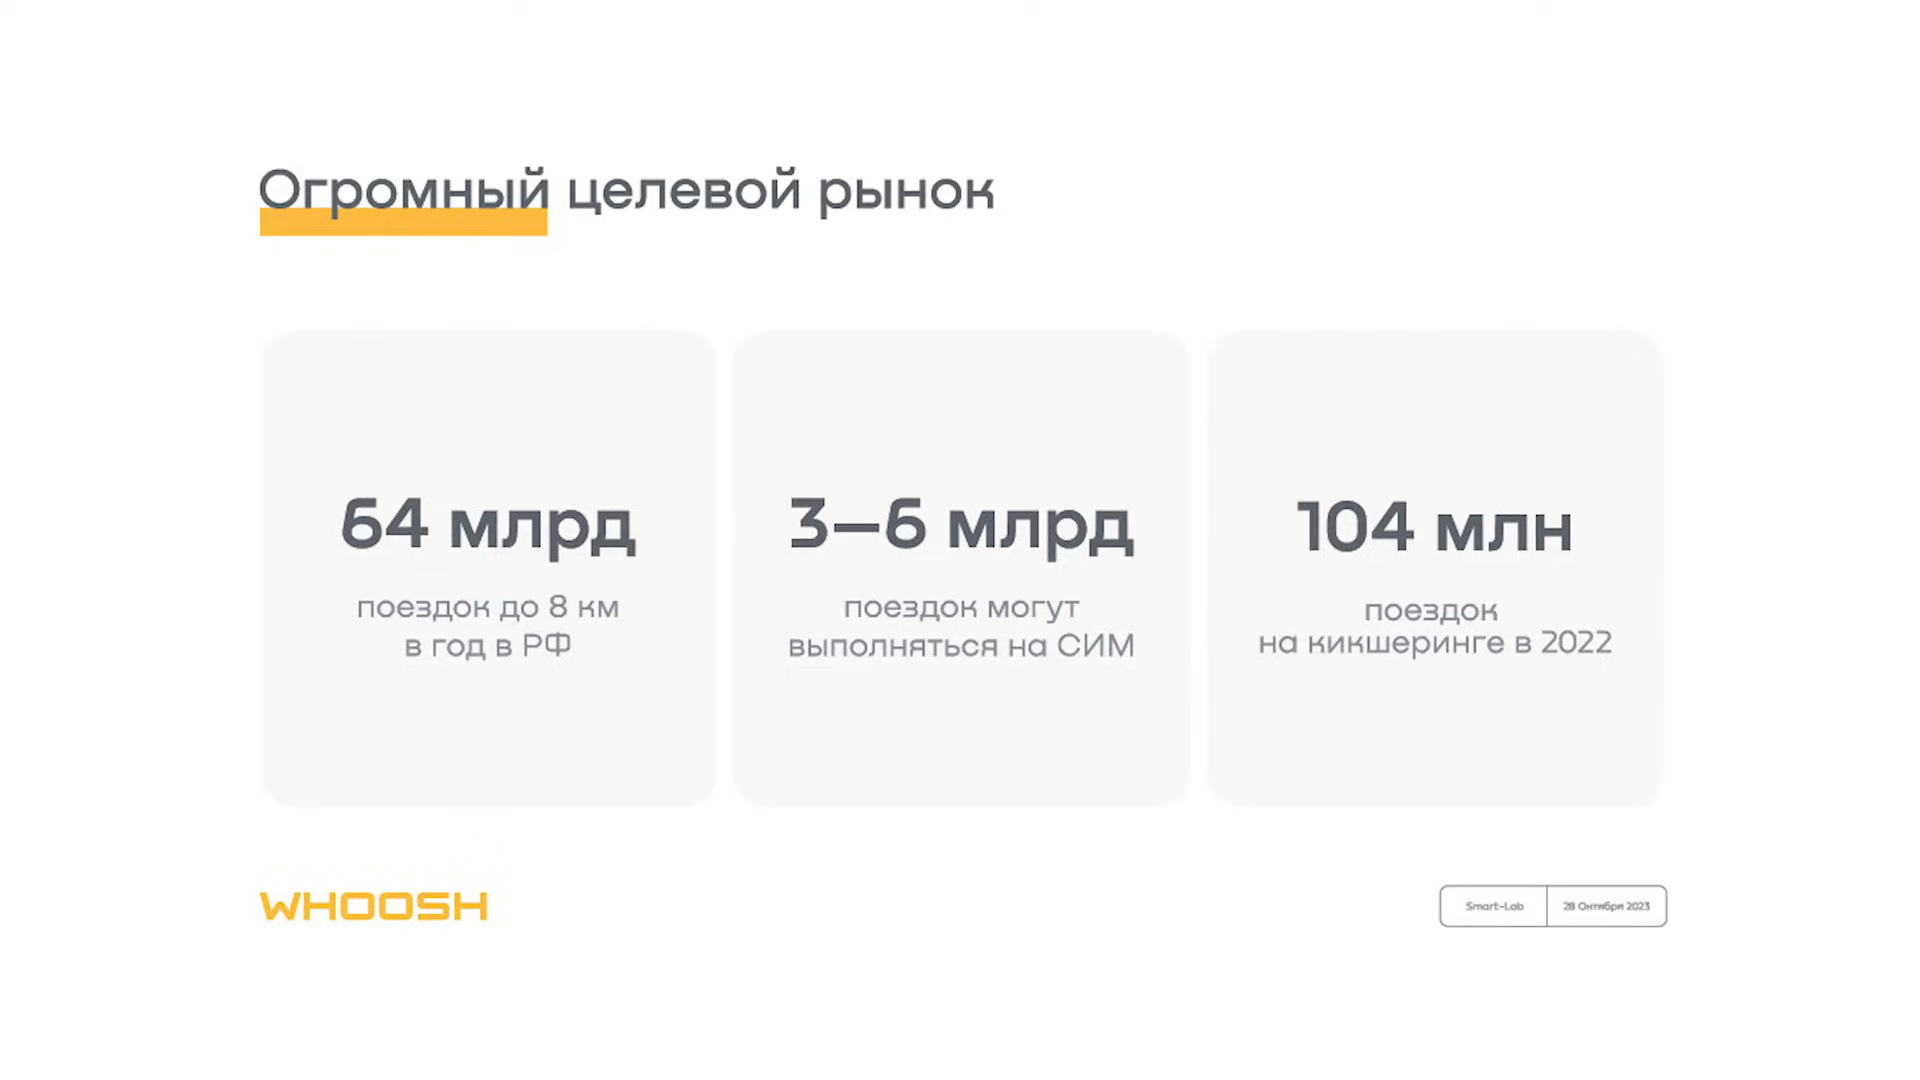 Огромный целевой рынок
64 млрд
поездок до 8 км
в год в РФ
3–6 млрд
поездок могут
выполняться на СИМ
104 млн
поездок
на кикшеринге в 2022
WHOOSH
Smart-Lab
28 Октября 2023